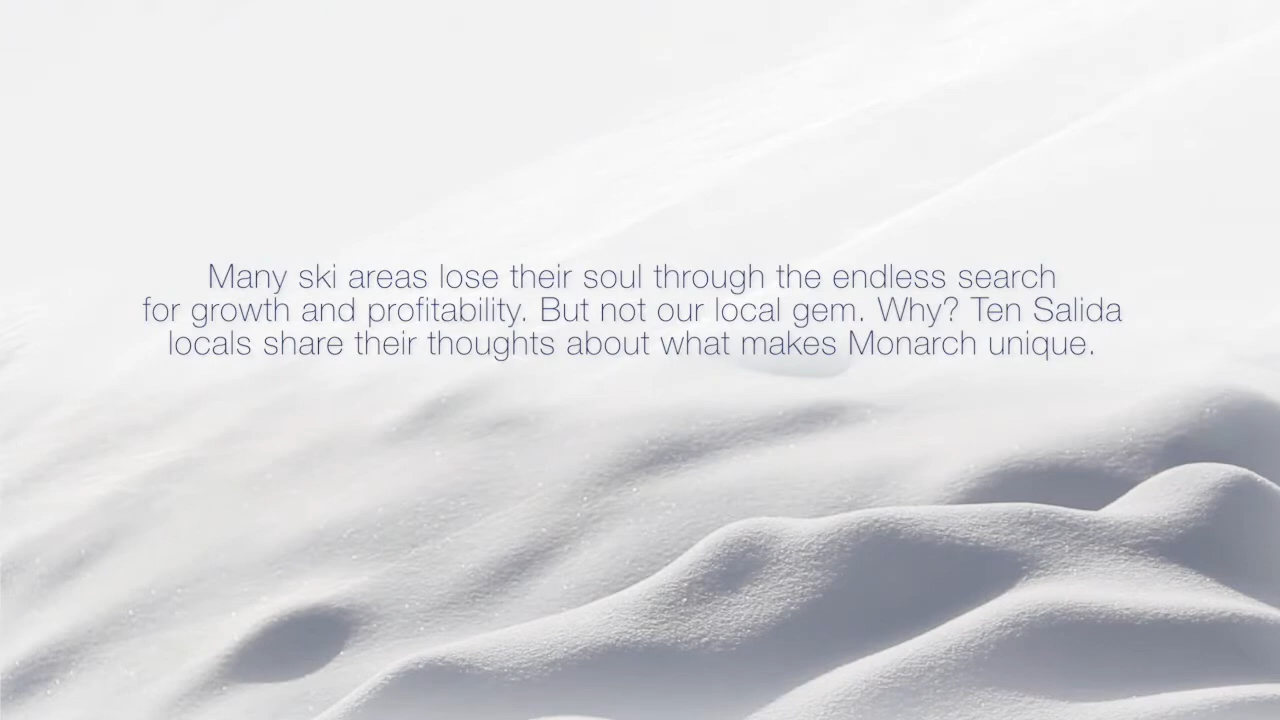 Many ski areas lose their soul through the endless search
for growth and profitability. But not our local gem. Why? Ten Salida
locals share their thoughts about what makes Monarch unique.